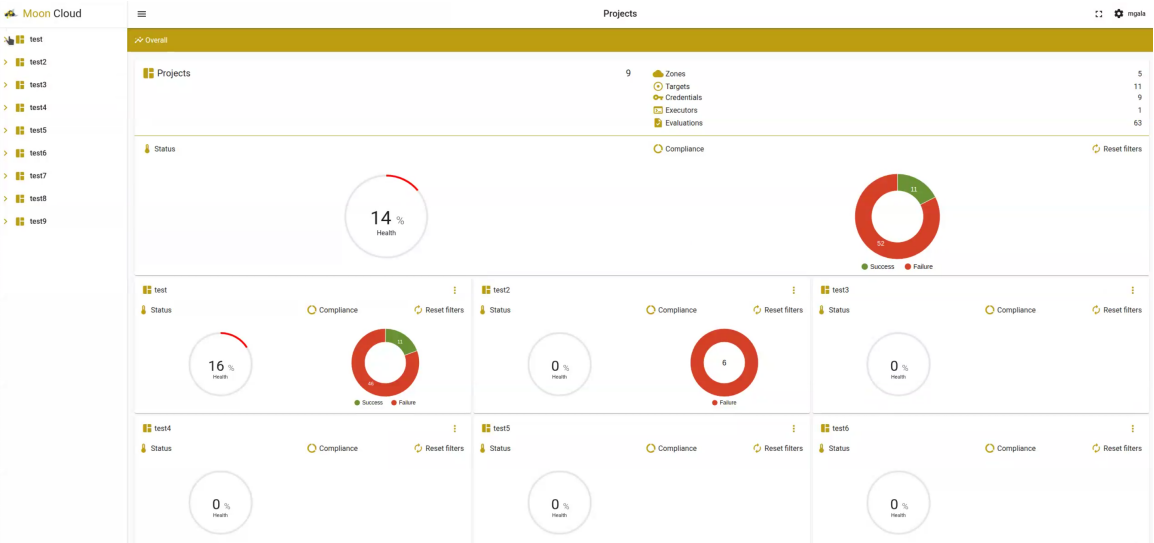 Moon Cloud
Projects
mgala
test
test2
test3
test4
test5
test6
test7
test8
test9
Overall
Projects 9
Zones 5
Targets 11
Credentials 9
Executors 1
Evaluations 63
Status
Compliance
Reset filters
14 %
Health
11
52
Success Failure
test
Status Compliance Reset filters
16 %
Health
11
46
Success Failure
test2
Status Compliance Reset filters
0 %
Health
6
Failure
test3
Status Compliance Reset filters
0 %
Health
test4
Status Compliance Reset filters
0 %
Health
test5
Status Compliance Reset filters
0 %
Health
test6
Status Compliance Reset filters
0 %
Health